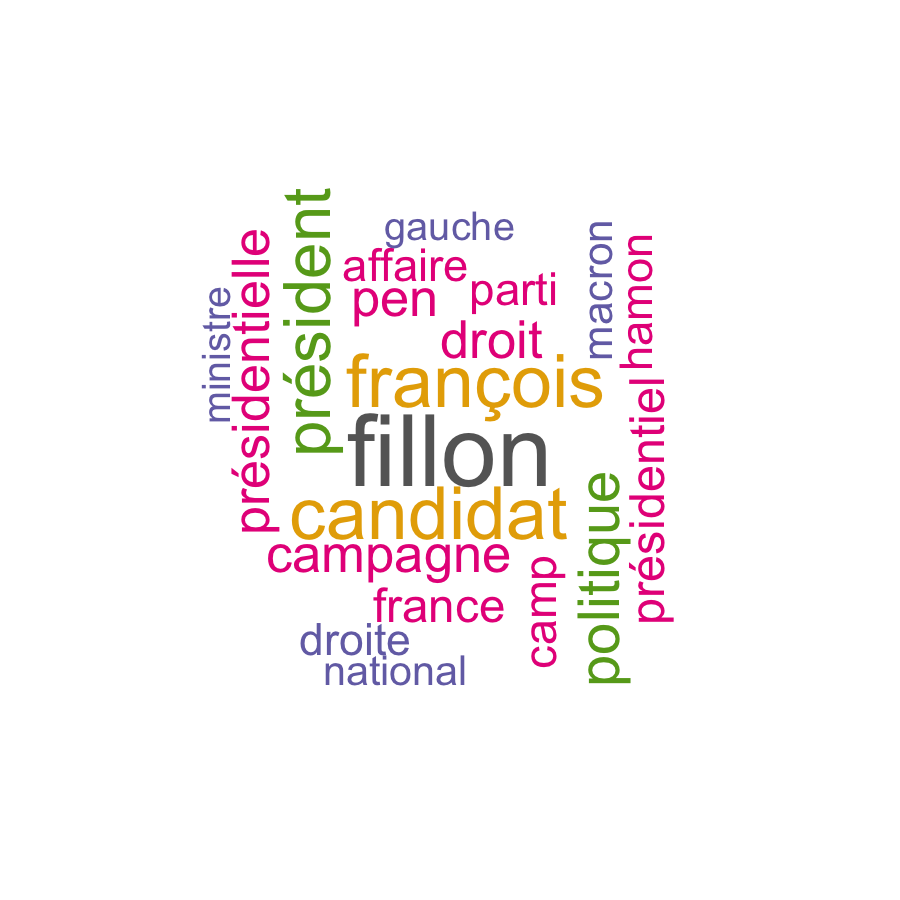 gauche
affaire
pen
parti
droit
françois
fillon
candidat
campagne
france
droite
national
ministre
présidentielle
président
macron
hamon
présidentiel
politique
camp